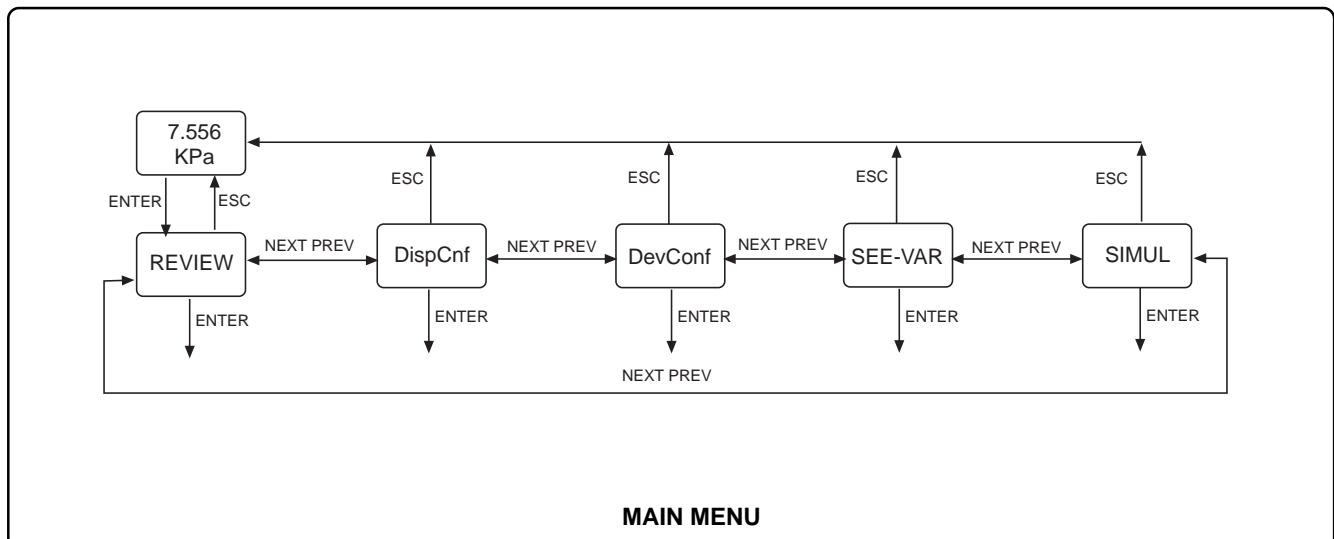 7.556
KPa
ESC
ESC
ESC
ESC
ENTER
ESC
REVIEW
NEXT PREV
DispCnf
NEXT PREV
DevConf
NEXT PREV
SEE-VAR
NEXT PREV
SIMUL
ENTER
ENTER
ENTER
ENTER
ENTER
NEXT PREV
MAIN MENU